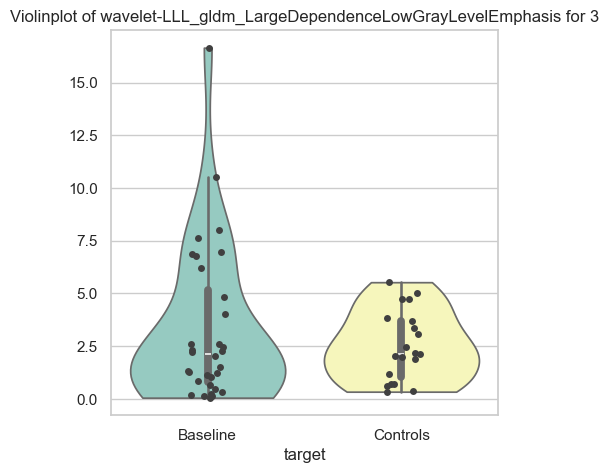 Violinplot of wavelet-LLL_gldm_LargeDependenceLowGrayLevelEmphasis for 3
15.0
12.5
10.0
7.5
5.0
2.5
0.0
Baseline Controls
target